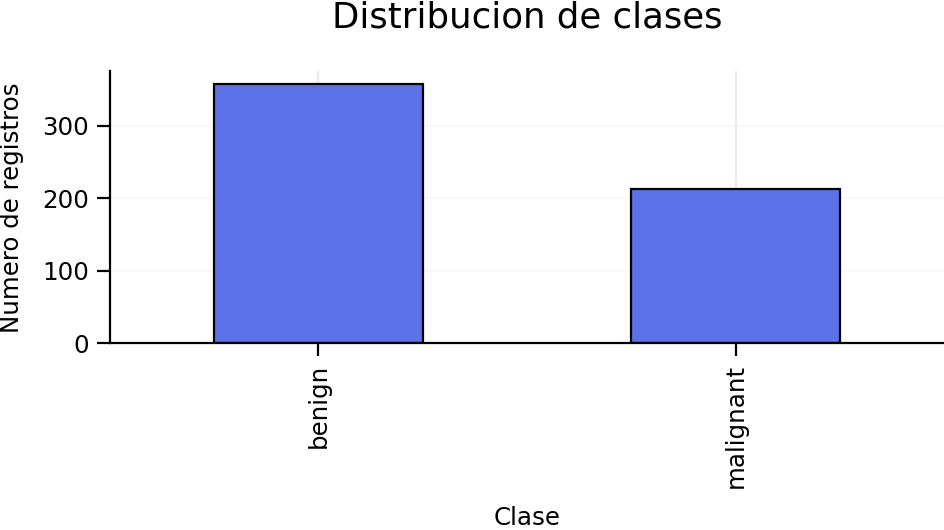 Distribucion de clases
Numero de registros
300
200
100
0
benign
malignant
Clase